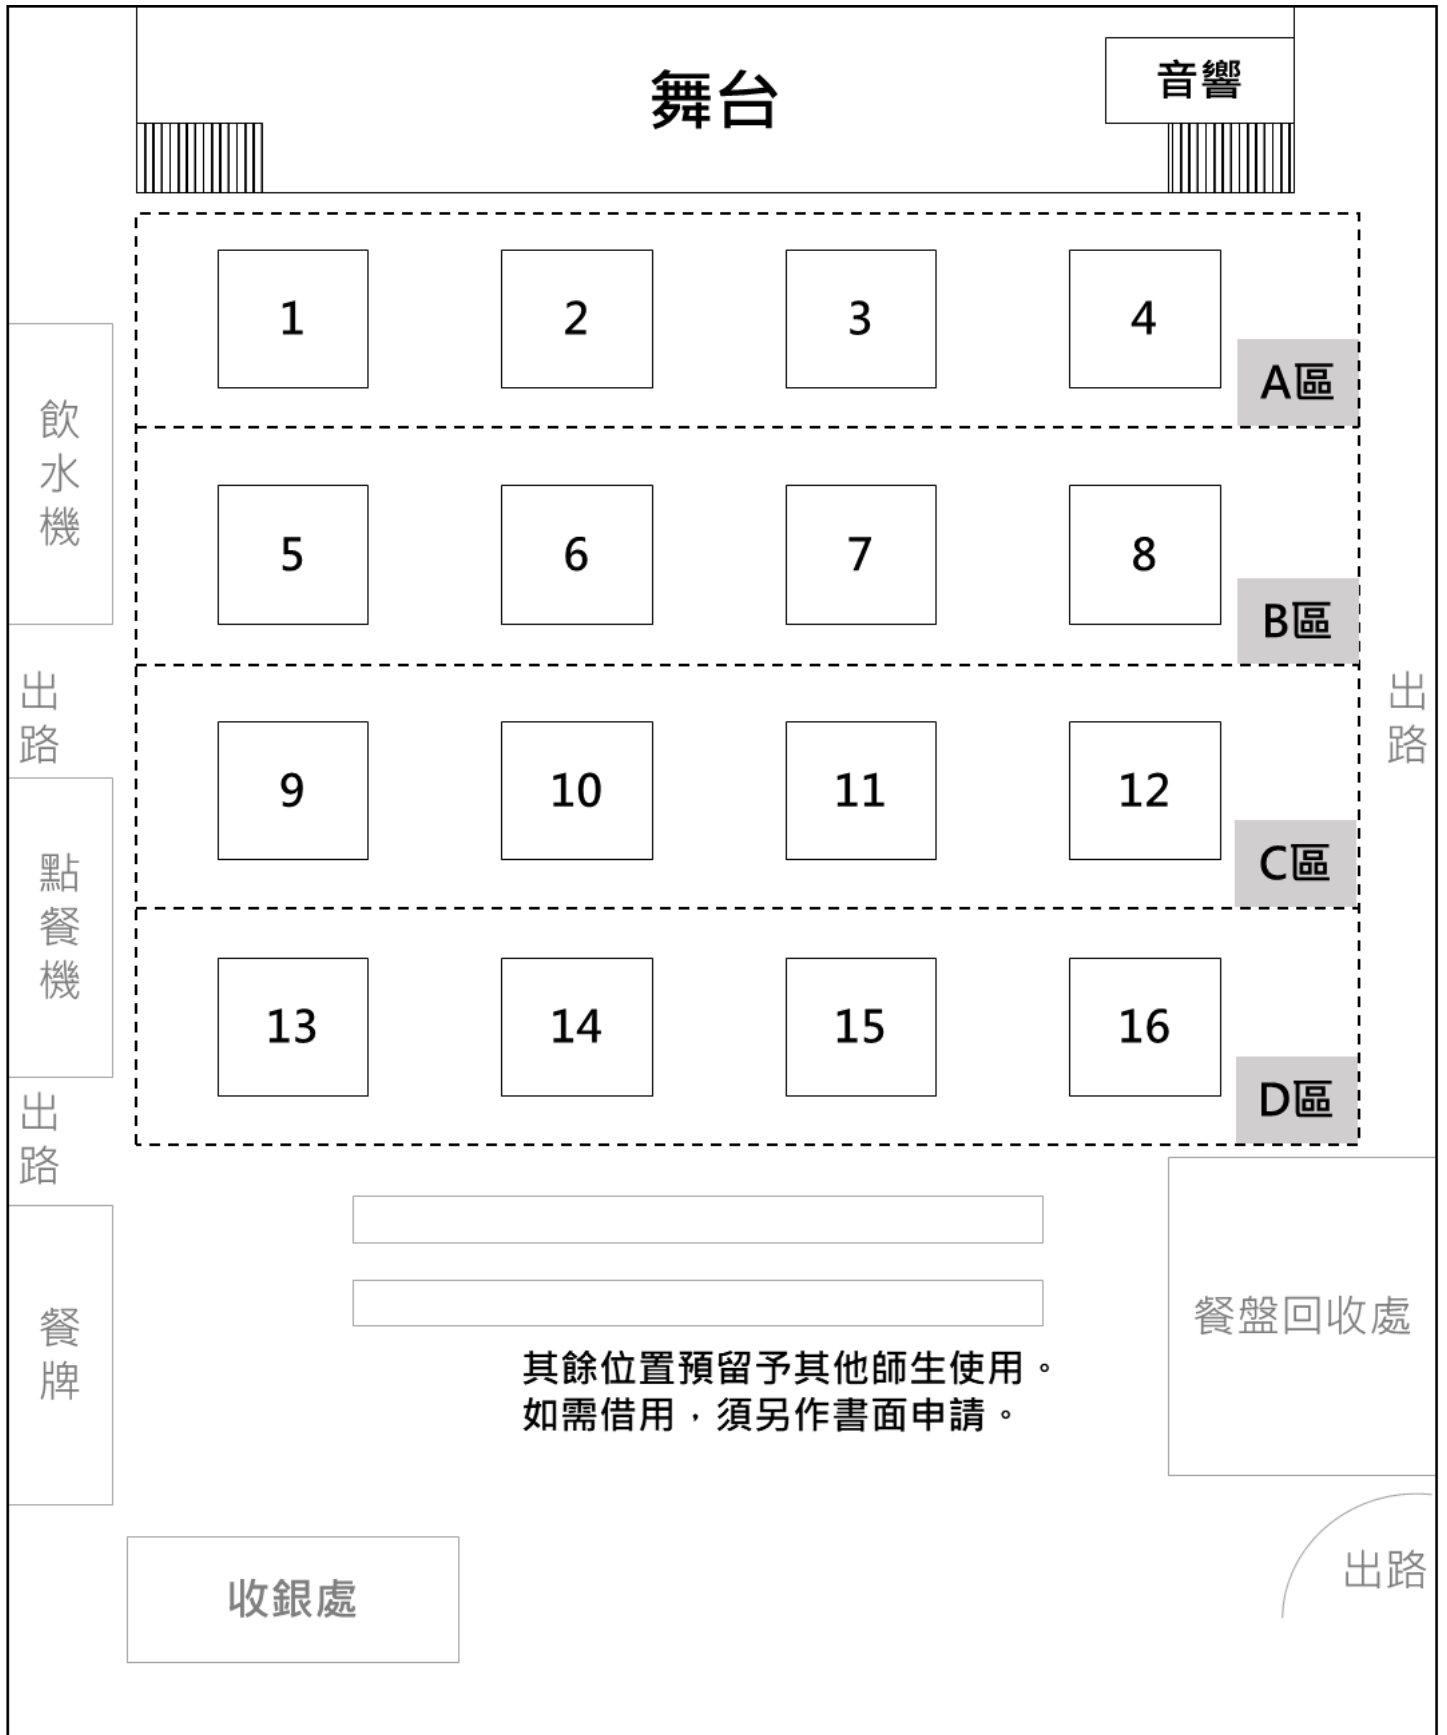 舞台
音響
1
2
3
4
A區
飲水機
5
6
7
8
B區
出路
出路
9
10
11
12
C區
點餐機
13
14
15
16
D區
出路
餐牌
餐盤回收處
其餘位置預留予其他師生使用。
如需借用，須另作書面申請。
收銀處
出路